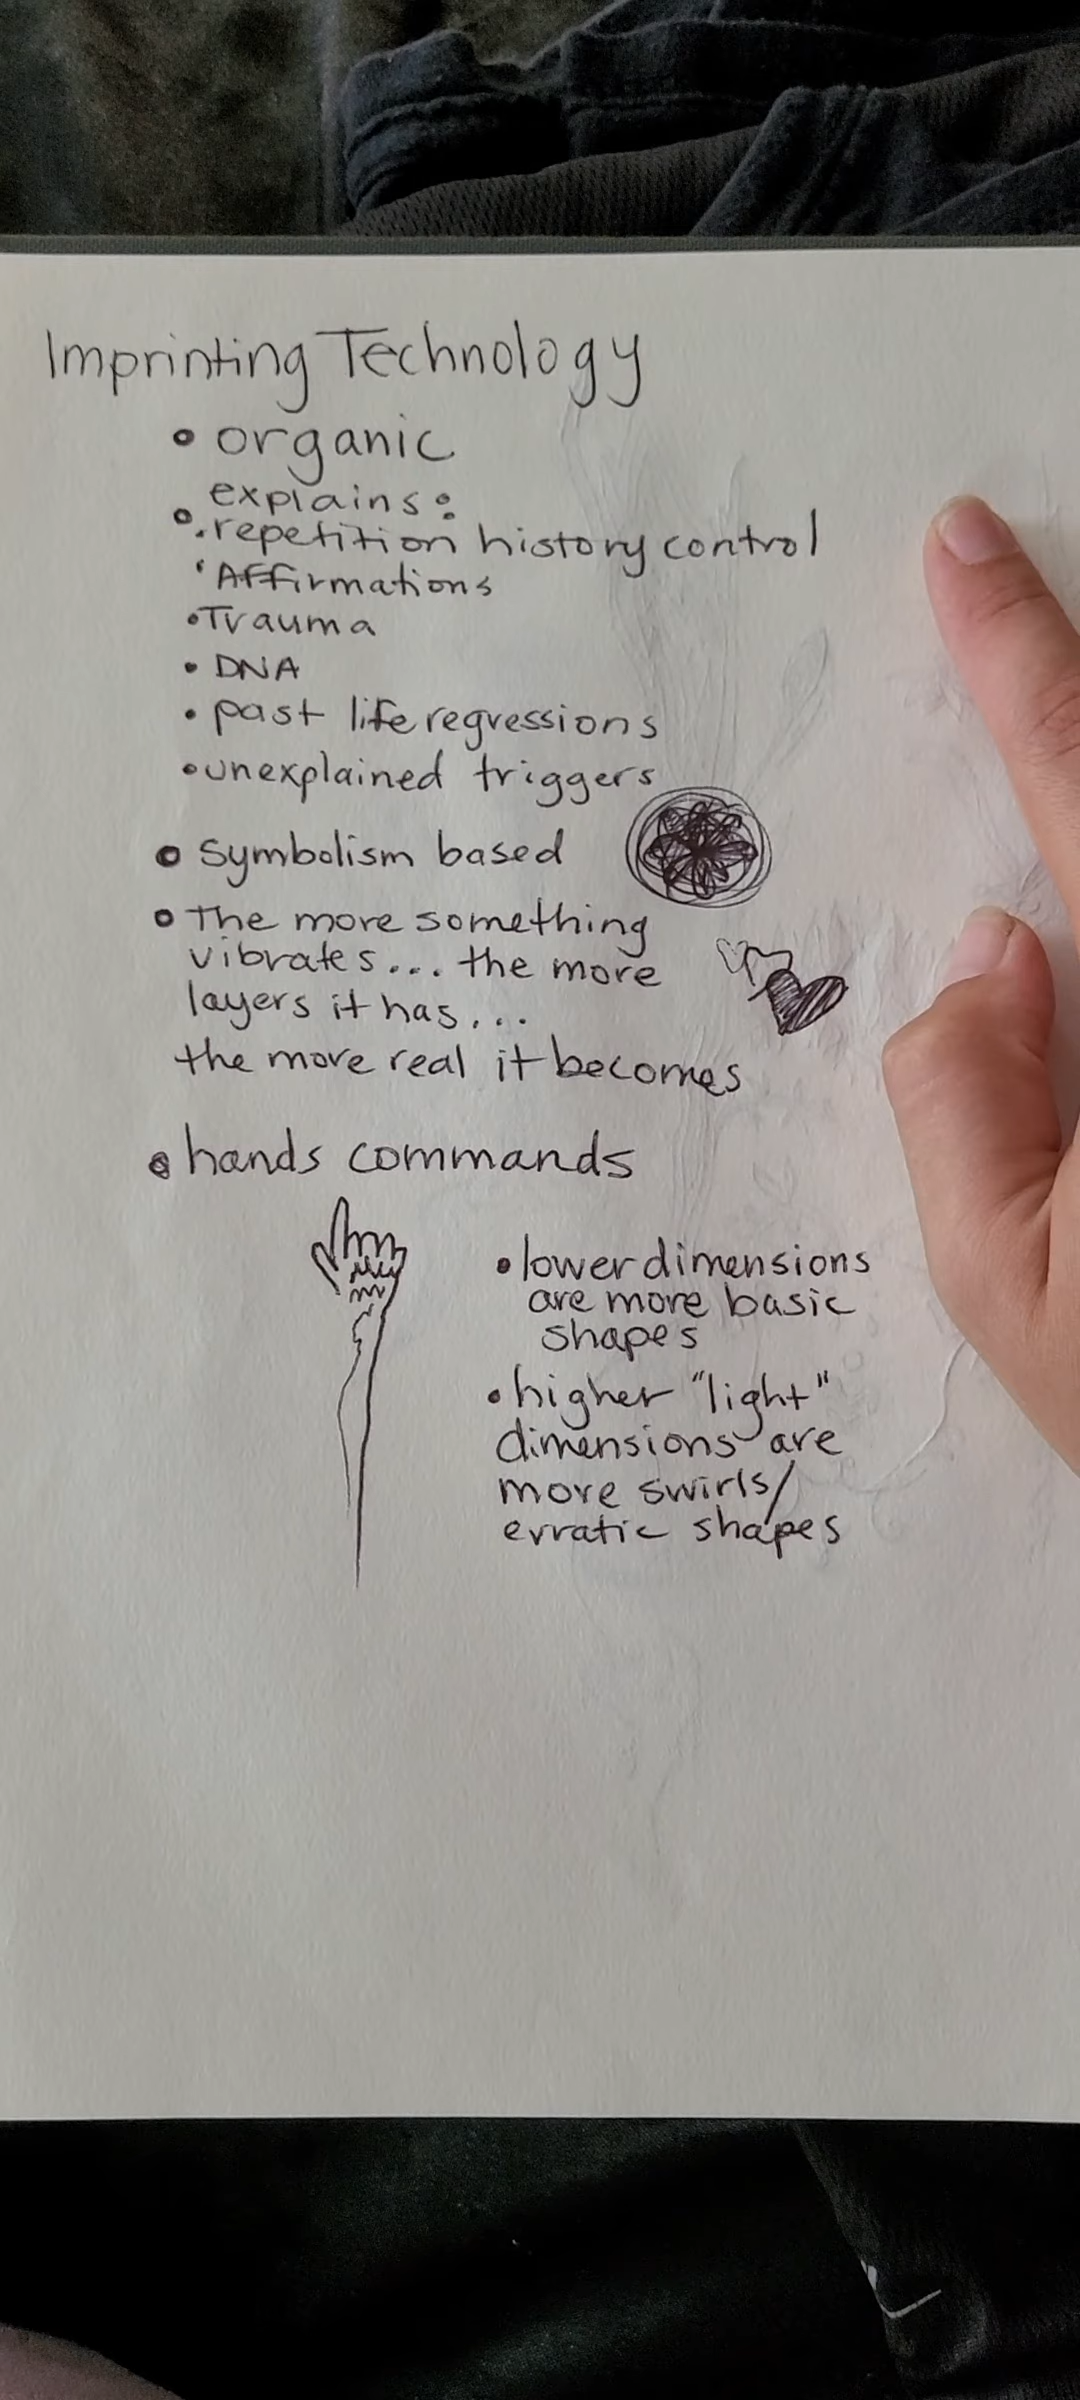 Imprinting Technology
• organic
explains:
• • repetition history control
• Affirmations
• Trauma
• DNA
• past life regressions
• unexplained triggers
• symbolism based
• The more something
vibrates... the more
layers it has...
the more real it becomes
• hands commands
• lower dimensions
are more basic
shapes
• higher "light"
dimensions are
more swirls/
erratic shapes